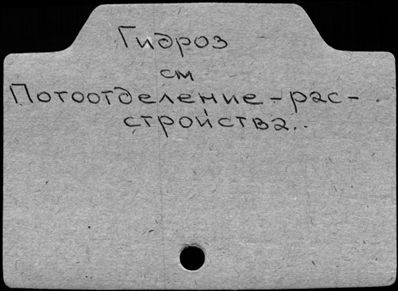 Гидроз
см
Потоотделение-рас-
стройства..